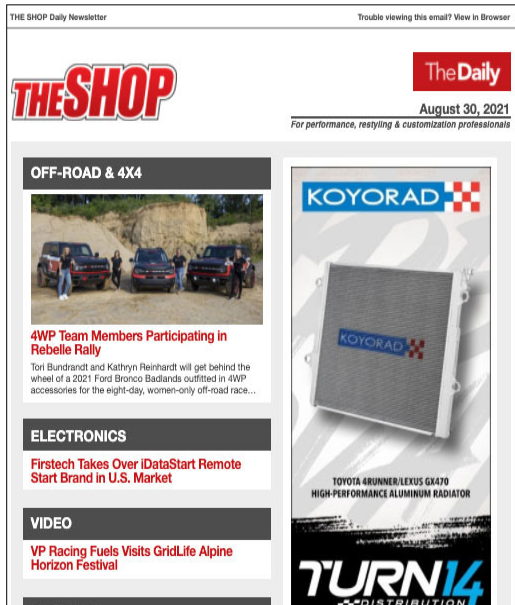 THE SHOP Daily Newsletter
Trouble viewing this email? View in Browser
THE SHOP
The Daily
August 30, 2021
For performance, restyling & customization professionals
OFF-ROAD & 4X4
4WP Team Members Participating in
Rebelle Rally
Tori Bundrandt and Kathryn Reinhardt will get behind the
wheel of a 2021 Ford Bronco Badlands outfitted in 4WP
accessories for the eight-day, women-only off-road race…
ELECTRONICS
Firstech Takes Over iDataStart Remote
Start Brand in U.S. Market
VIDEO
VP Racing Fuels Visits GridLife Alpine
Horizon Festival
KOYORAD
KOYORAD
TOYOTA 4RUNNER/LEXUS GX470
HIGH-PERFORMANCE ALUMINUM RADIATOR
TURN14
DISTRIBUTION